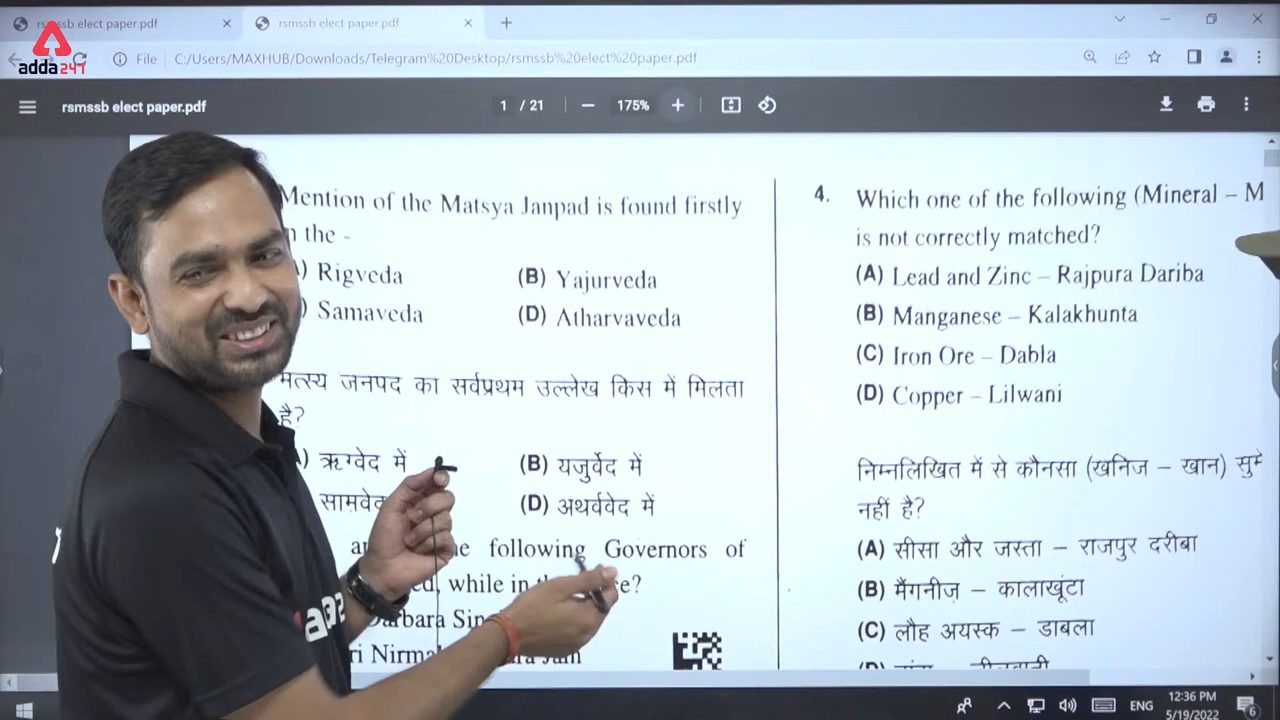 rsmssb elect paper.pdf
rsmssb elect paper.pdf
adda247
File
C:/Users/MAXHUB/Downloads/Telegram%20Desktop/rsmssb%20elect%20paper.pdf
rsmssb elect paper.pdf
1 / 21
175%
Mention of the Matsya Janpad is found firstly
the -
Rigveda
(B) Yajurveda
Samaveda
(D) Atharvaveda
मत्स्य जनपद का सर्वप्रथम उल्लेख किस में मिलता
है?
ऋग्वेद में
(B) यजुर्वेद में
सामवेद
(D) अथर्ववेद में
following Governors of
while in
4. Which one of the following (Mineral – M
is not correctly matched?
(A) Lead and Zinc – Rajpura Dariba
(B) Manganese – Kalakhunta
(C) Iron Ore – Dabla
(D) Copper – Lilwani
निम्नलिखित में से कौनसा (खनिज – खान) सुमे
नहीं है?
(A) सीसा और जस्ता – राजपुर दरीबा
(B) मैंगनीज़ – कालाखूंटा
(C) लौह अयस्क – डाबला
ENG
12:36 PM
5/19/2022
6